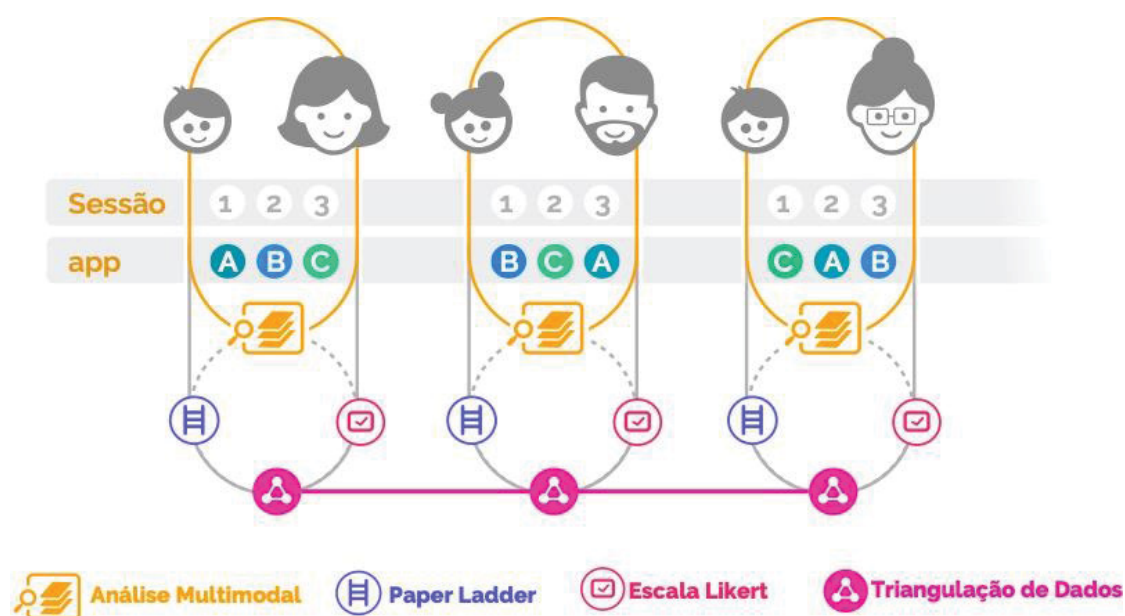 Sessão 1 2 3 1 2 3 1 2 3
app A B C B C A C A B
Análise Multimodal Paper Ladder Escala Likert Triangulação de Dados